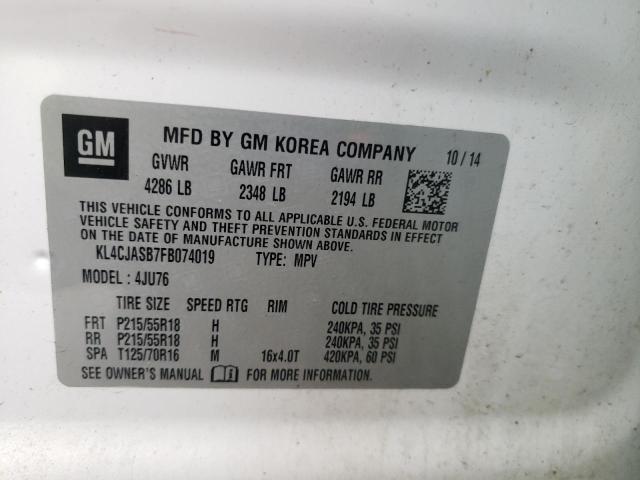 GM
MFD BY GM KOREA COMPANY 10/14
GVWR GAWR FRT GAWR RR
4286 LB 2348 LB 2194 LB
THIS VEHICLE CONFORMS TO ALL APPLICABLE U.S. FEDERAL MOTOR
VEHICLE SAFETY AND THEFT PREVENTION STANDARDS IN EFFECT
ON DATE OF MANUFACTURE SHOWN ABOVE.
KL4CJASB7FB074019 TYPE: MPV
MODEL: 4JU76
TIRE SIZE SPEED RTG RIM COLD TIRE PRESSURE
FRT P215/55R18 H 240KPA, 35 PSI
RR P215/55R18 H 240KPA, 35 PSI
SPA T125/70R16 M 16x4.0T 420KPA, 60 PSI
SEE OWNER'S MANUAL FOR MORE INFORMATION.